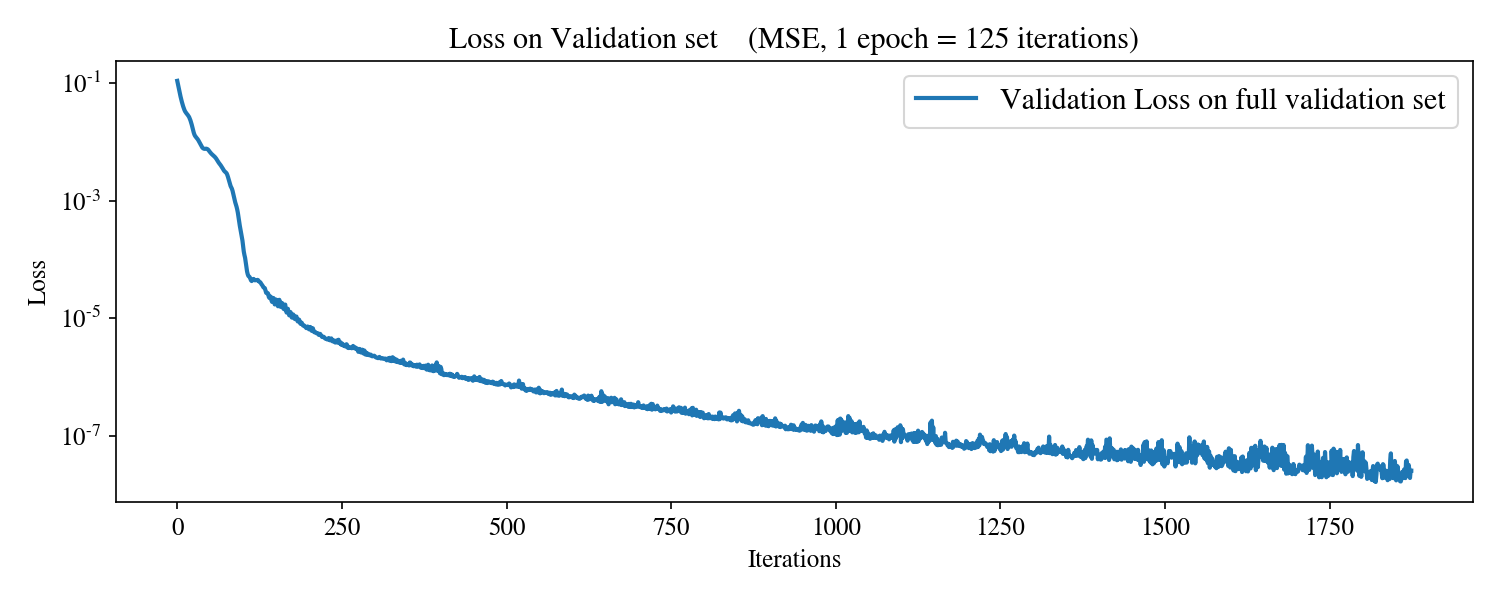 Loss on Validation set (MSE, 1 epoch = 125 iterations)
Validation Loss on full validation set
10^-1
10^-3
10^-5
10^-7
Loss
0 250 500 750 1000 1250 1500 1750
Iterations